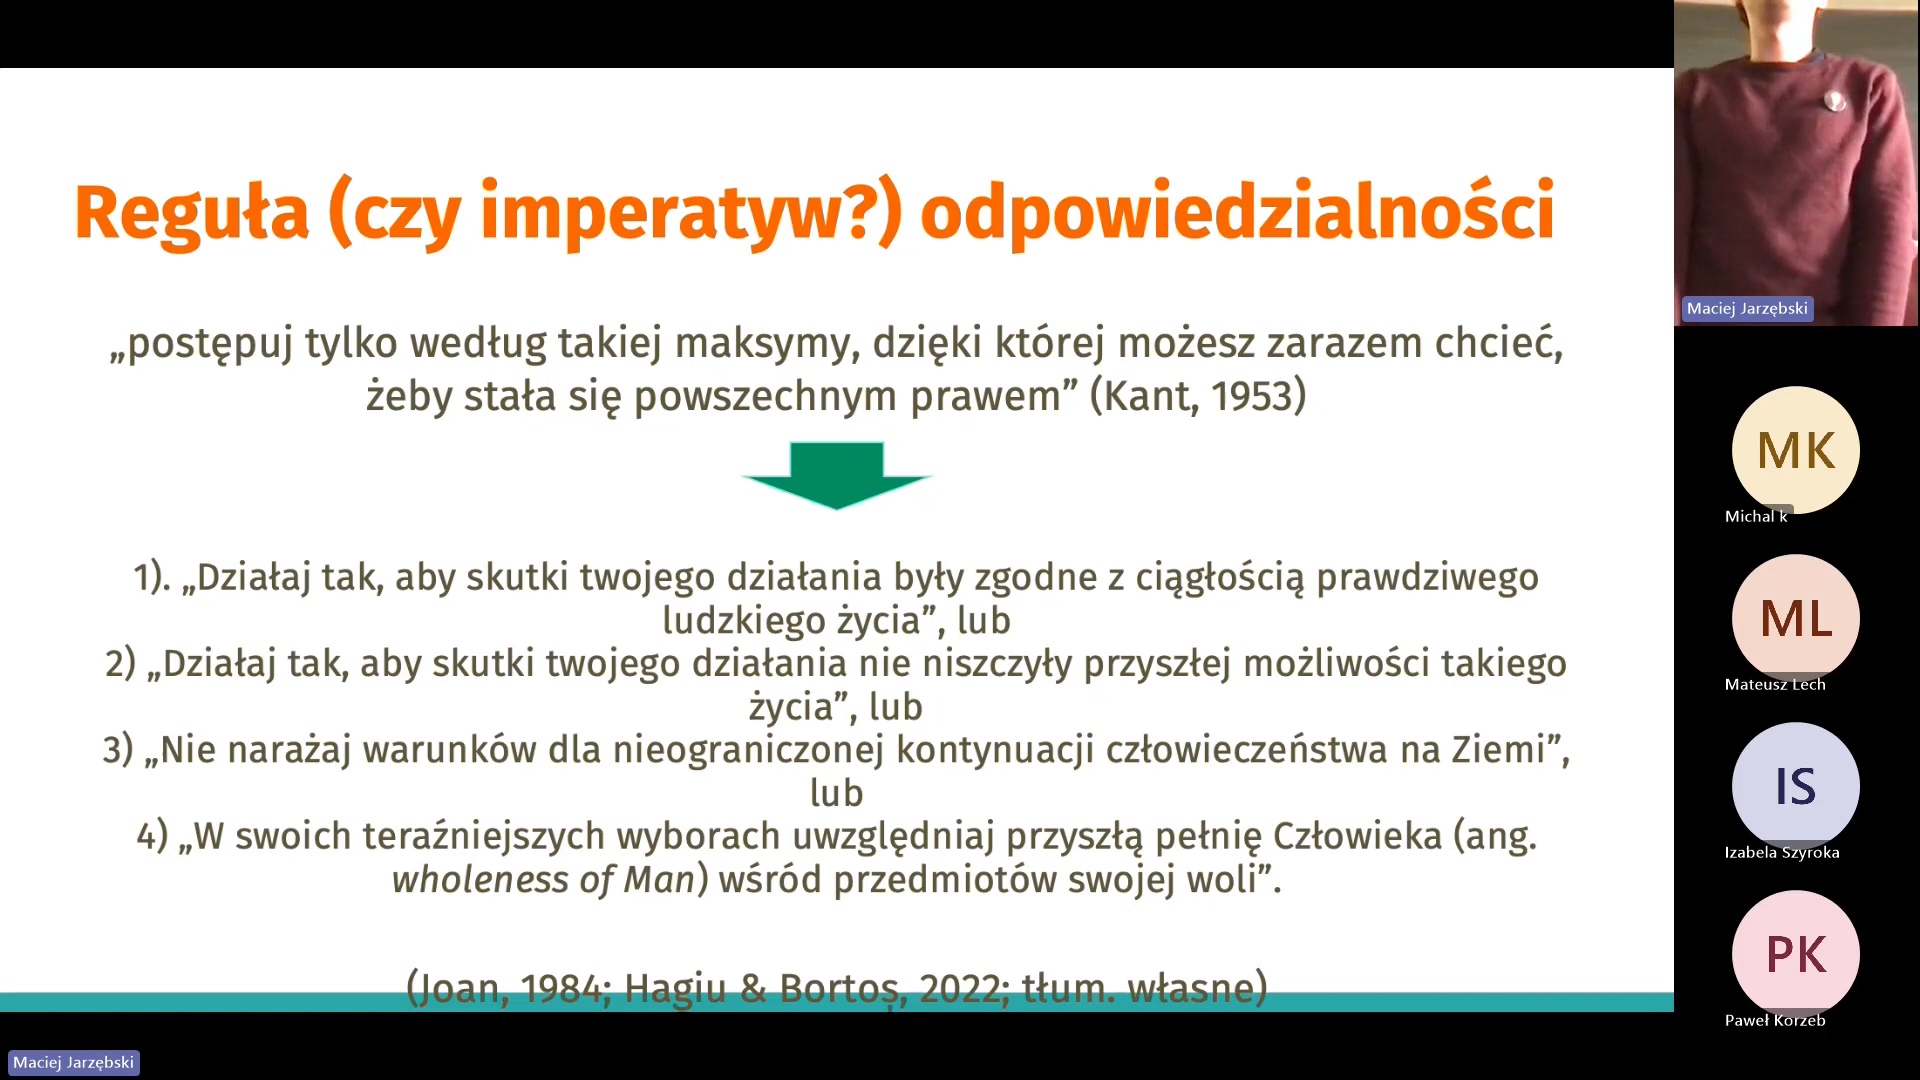 Reguła (czy imperatyw?) odpowiedzialności
„postępuj tylko według takiej maksymy, dzięki której możesz zarazem chcieć,
żeby stała się powszechnym prawem” (Kant, 1953)
1). „Działaj tak, aby skutki twojego działania były zgodne z ciągłością prawdziwego
ludzkiego życia”, lub
2) „Działaj tak, aby skutki twojego działania nie niszczyły przyszłej możliwości takiego
życia”, lub
3) „Nie narażaj warunków dla nieograniczonej kontynuacji człowieczeństwa na Ziemi”,
lub
4) „W swoich teraźniejszych wyborach uwzględniaj przyszłą pełnię Człowieka (ang.
wholeness of Man) wśród przedmiotów swojej woli”.
(Joan, 1984; Hagiu & Bortoș, 2022; tłum. własne)
Maciej Jarzębski
Maciej Jarzębski
MK
Michal k
ML
Mateusz Lech
IS
Izabela Szyroka
PK
Paweł Korzeb